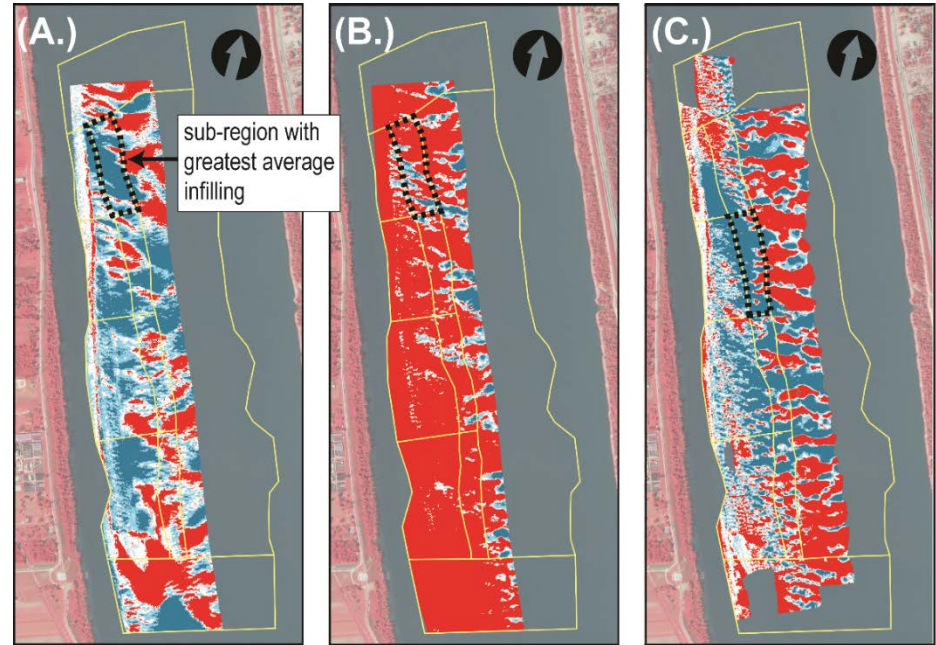 (A.)
(B.)
(C.)
sub-region with
greatest average
infilling